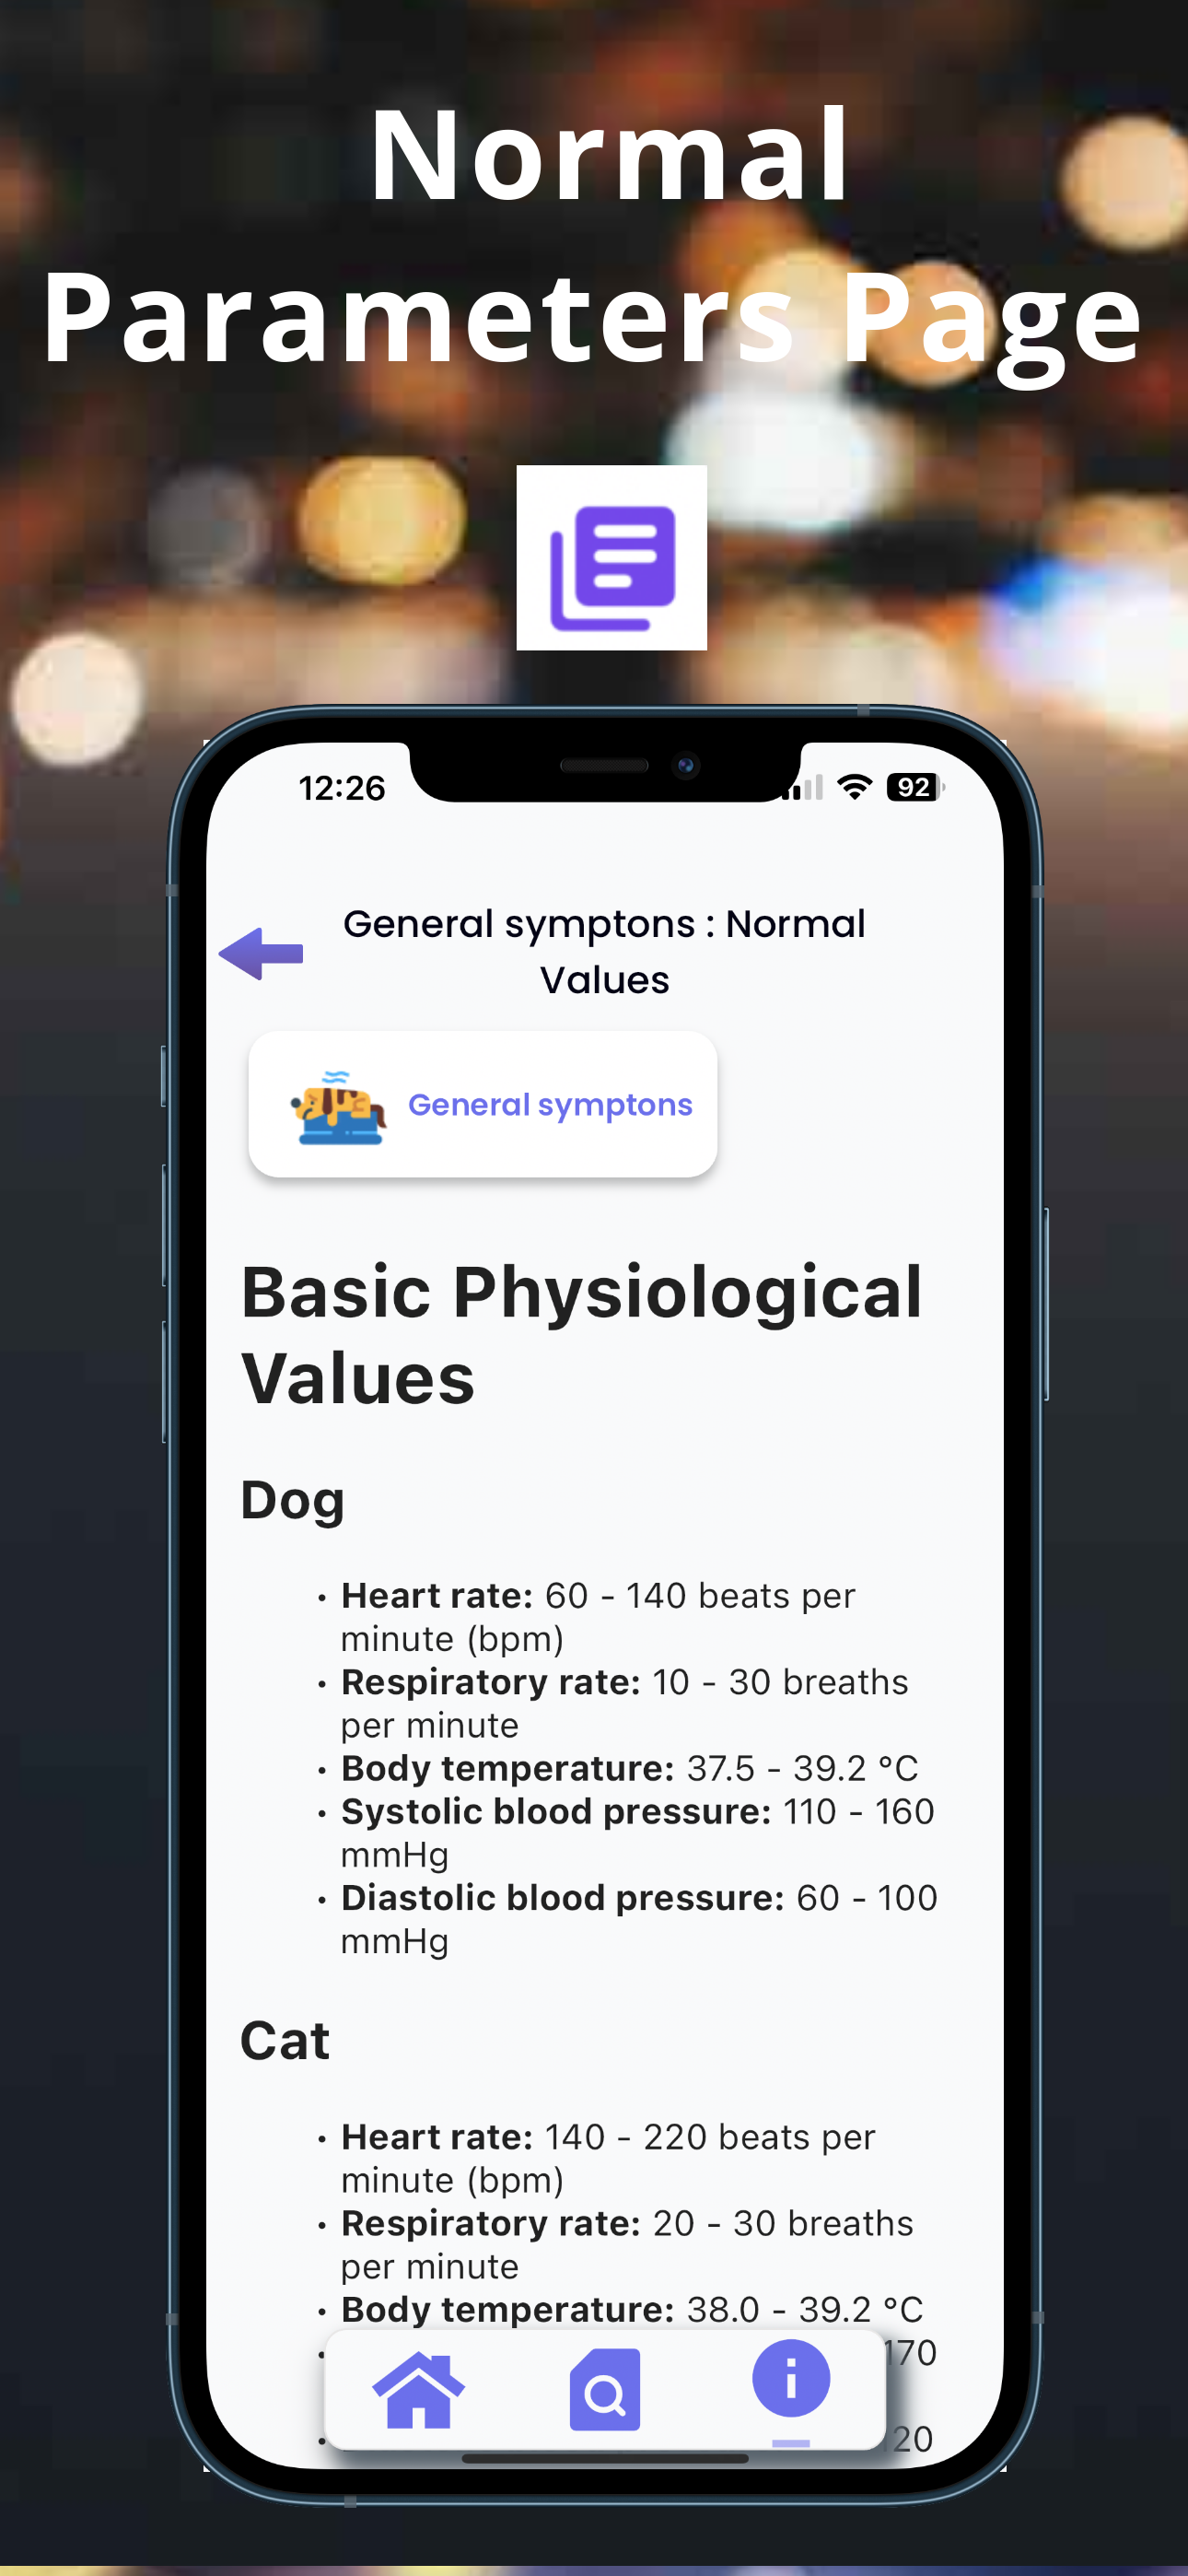 Normal
Parameters Page
12:26
92
General symptons : Normal
Values
General symptons
Basic Physiological
Values
Dog
• Heart rate: 60 - 140 beats per
minute (bpm)
• Respiratory rate: 10 - 30 breaths
per minute
• Body temperature: 37.5 - 39.2 °C
• Systolic blood pressure: 110 - 160
mmHg
• Diastolic blood pressure: 60 - 100
mmHg
Cat
• Heart rate: 140 - 220 beats per
minute (bpm)
• Respiratory rate: 20 - 30 breaths
per minute
• Body temperature: 38.0 - 39.2 °C
• 170
• 20